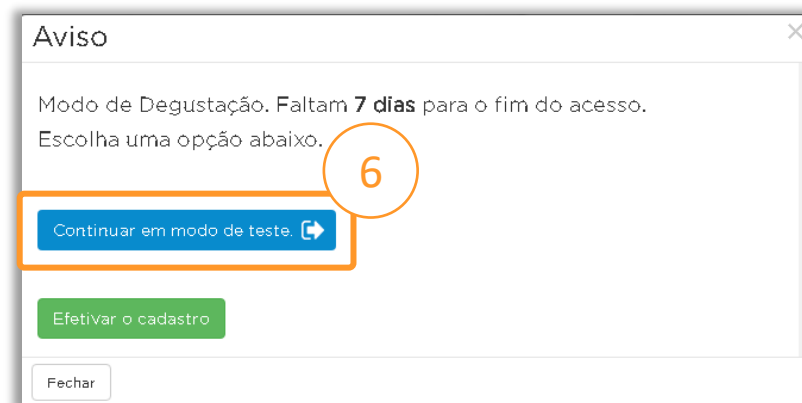 Aviso
Modo de Degustação. Faltam 7 dias para o fim do acesso.
Escolha uma opção abaixo.
6
Continuar em modo de teste.
Efetivar o cadastro
Fechar